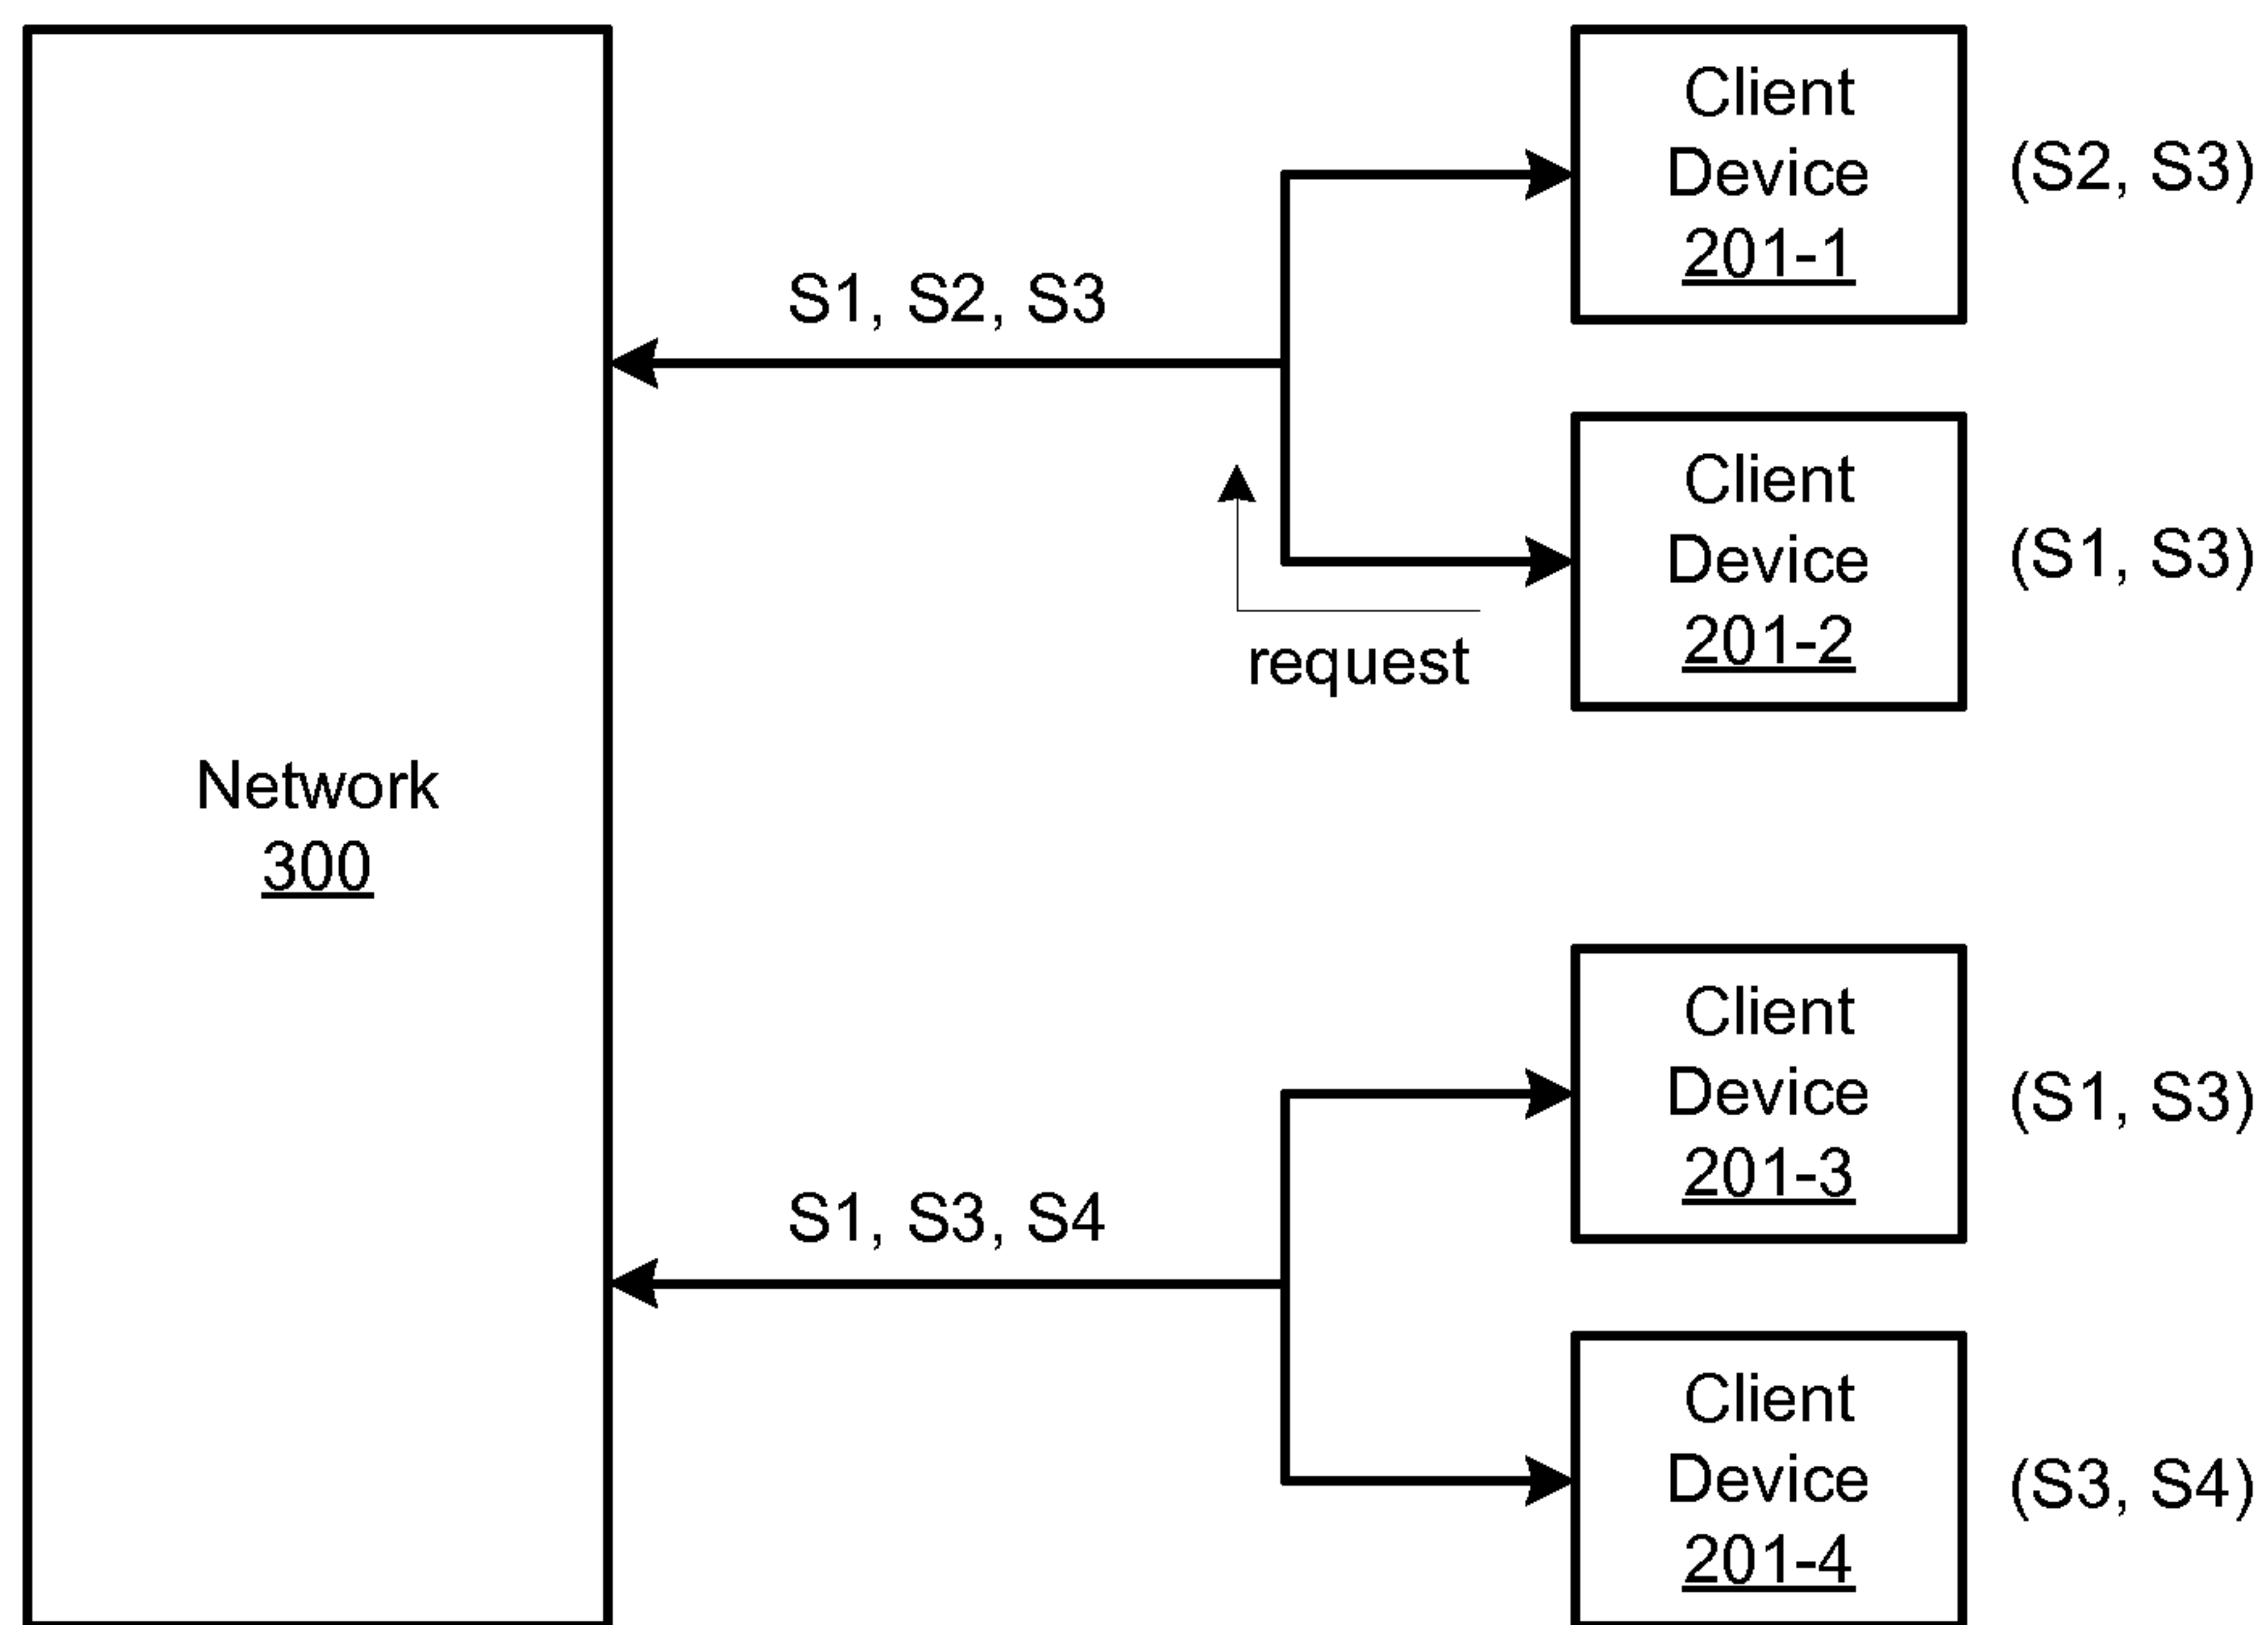 Client
Device
201-1
(S2, S3)
S1, S2, S3
Client
Device
201-2
(S1, S3)
request
Network
300
Client
Device
201-3
(S1, S3)
S1, S3, S4
Client
Device
201-4
(S3, S4)